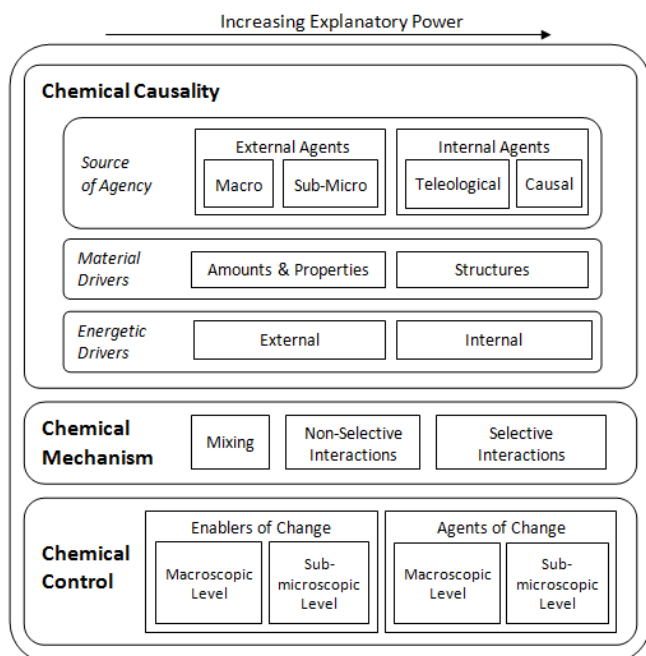 Increasing Explanatory Power
Chemical Causality
Source
of Agency
External Agents
Macro
Sub-Micro
Internal Agents
Teleological
Causal
Material
Drivers
Amounts & Properties
Structures
Energetic
Drivers
External
Internal
Chemical
Mechanism
Mixing
Non-Selective
Interactions
Selective
Interactions
Chemical
Control
Enablers of Change
Macroscopic
Level
Sub-
microscopic
Level
Agents of Change
Macroscopic
Level
Sub-
microscopic
Level